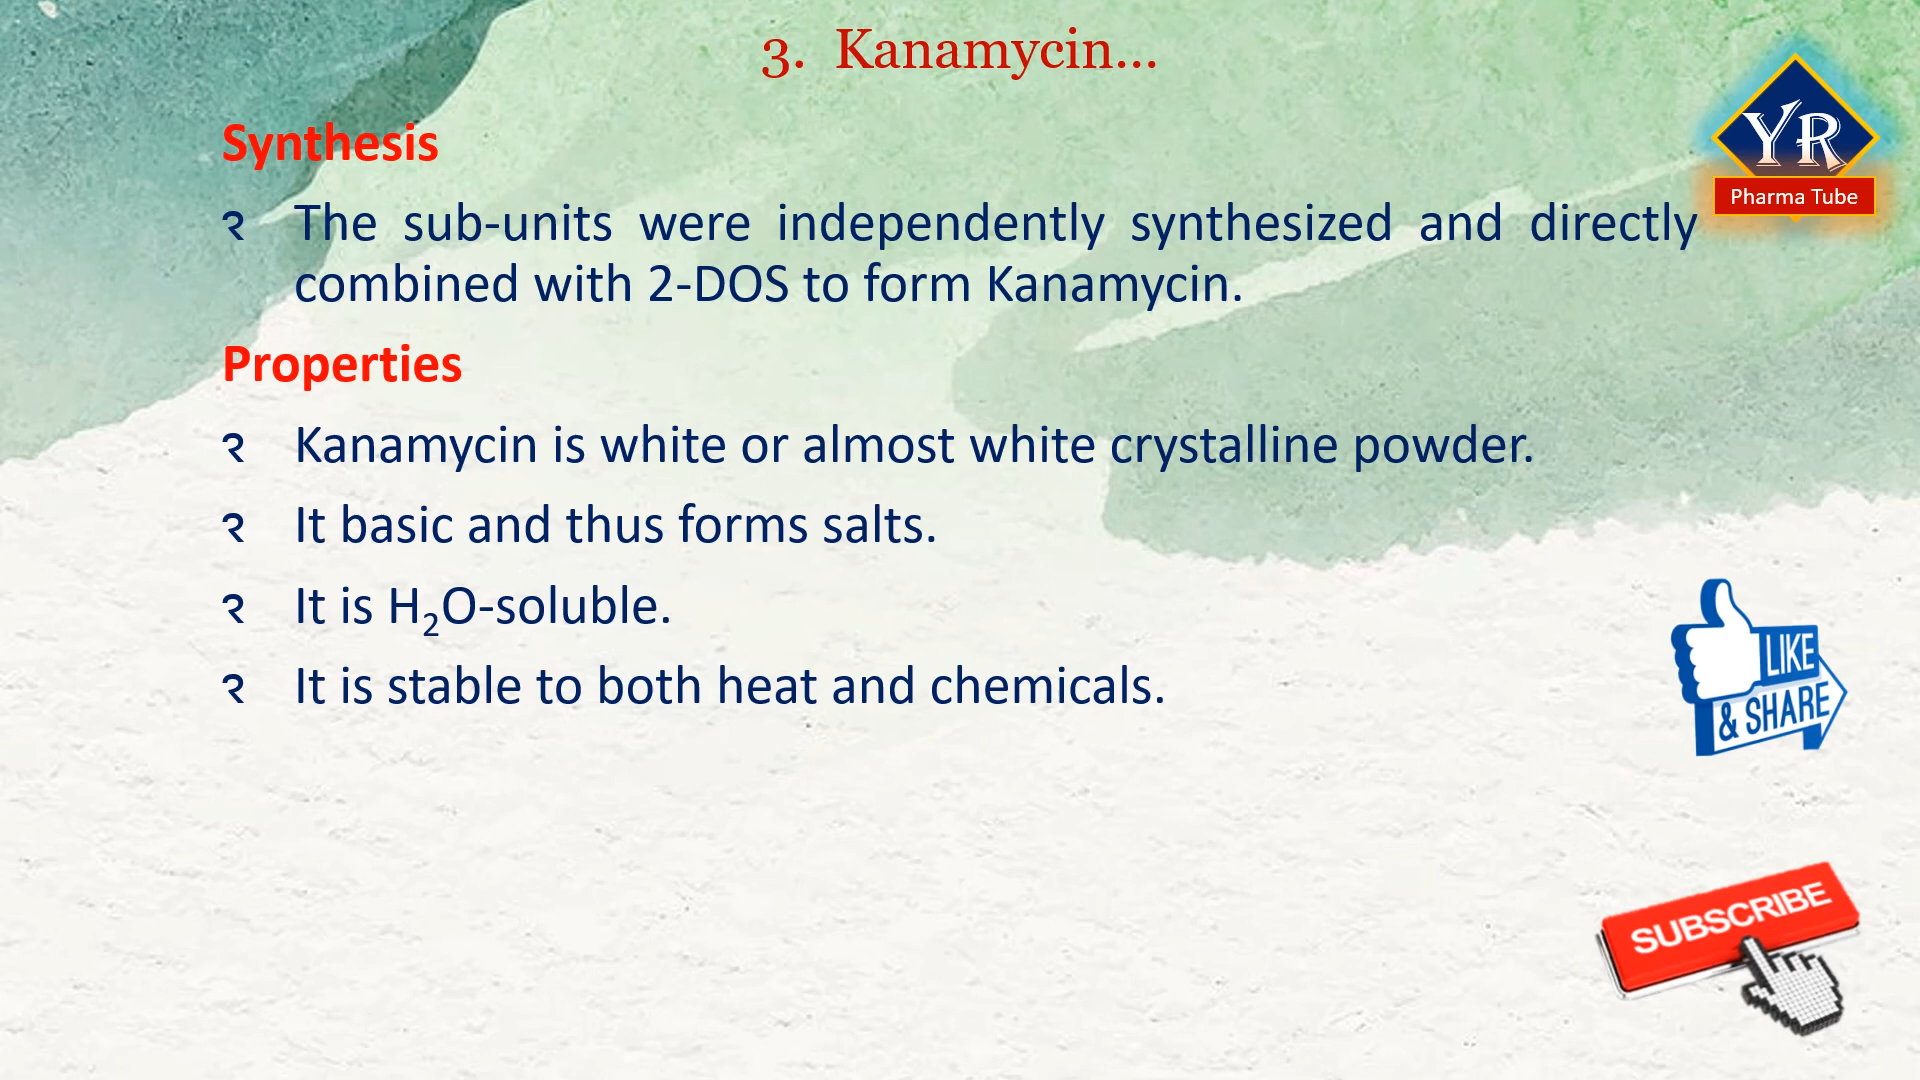 3. Kanamycin...
YR
Pharma Tube
Synthesis
The sub-units were independently synthesized and directly
combined with 2-DOS to form Kanamycin.
Properties
Kanamycin is white or almost white crystalline powder.
It basic and thus forms salts.
It is H₂O-soluble.
It is stable to both heat and chemicals.
LIKE
& SHARE
SUBSCRIBE